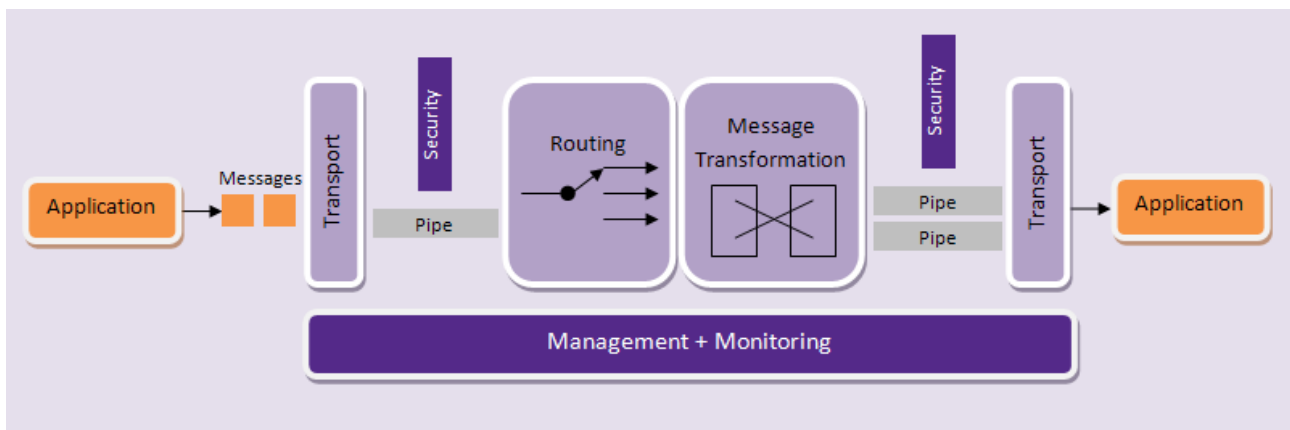 Application
Messages
Transport
Security
Pipe
Routing
Message
Transformation
Security
Pipe
Pipe
Transport
Application
Management + Monitoring